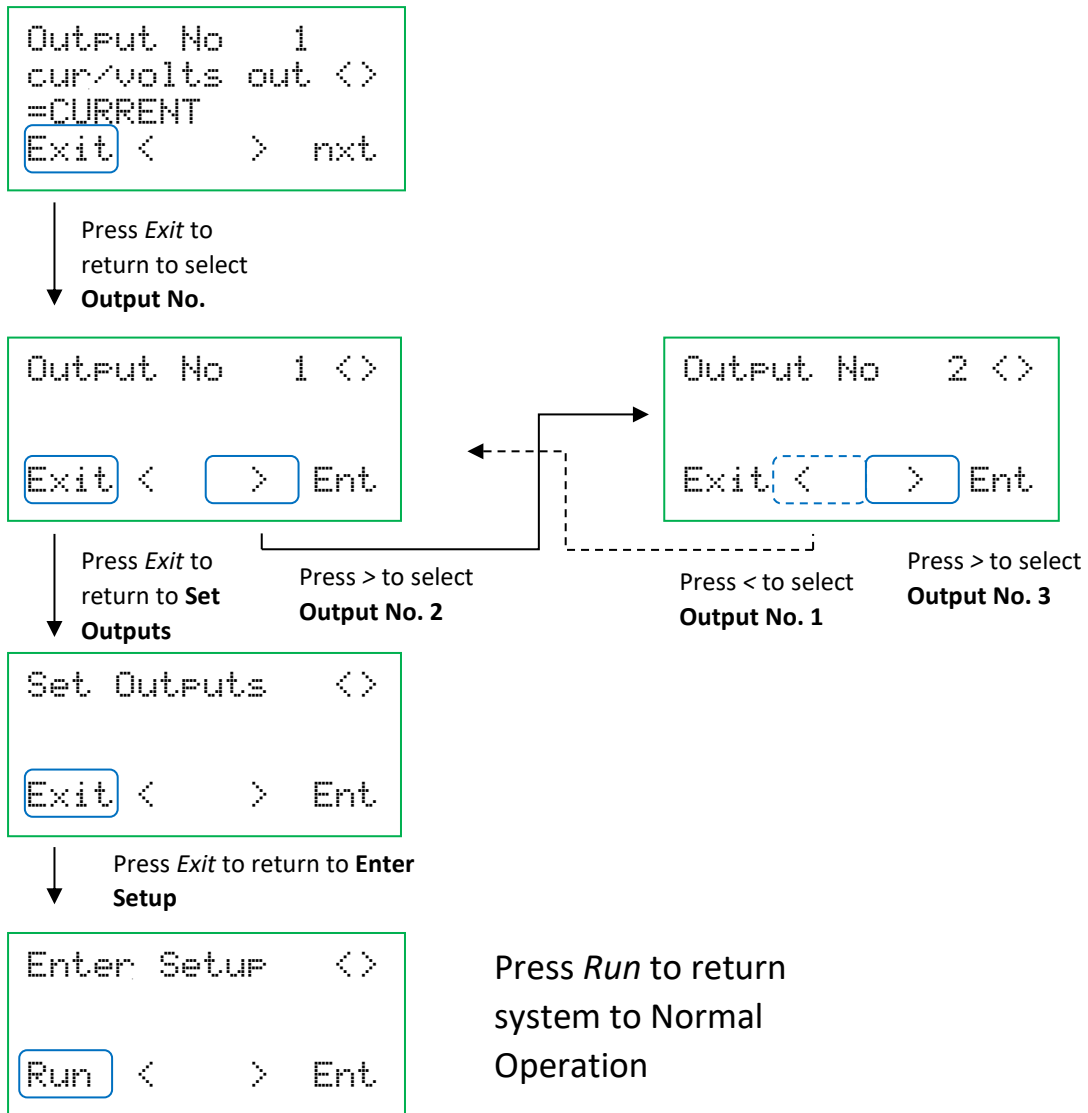 Output No 1
cur/volts out <>
=CURRENT
Exit < > nxt
Press Exit to
return to select
Output No.
Output No 1 <>
Exit < > Ent
Output No 2 <>
Exit < > Ent
Press Exit to
return to Set
Outputs
Press > to select
Output No. 2
Press < to select
Output No. 1
Press > to select
Output No. 3
Set Outputs <>
Exit < > Ent
Press Exit to return to Enter
Setup
Enter Setup <>
Run < > Ent
Press Run to return
system to Normal
Operation